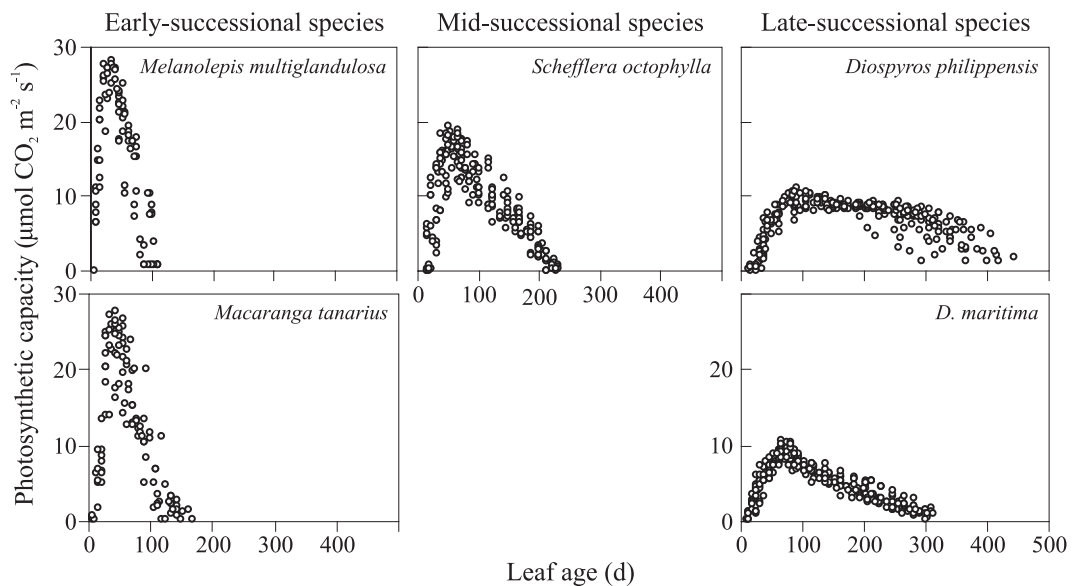 Early-successional species
Mid-successional species
Late-successional species
30
20
10
0
Melanolepis multiglandulosa
Schefflera octophylla
0 100 200 300 400
Diospyros philippensis
30
20
10
0
Macaranga tanarius
0 100 200 300 400
20
10
0
D. maritima
0 100 200 300 400 500
Photosynthetic capacity (µmol CO₂ m⁻² s⁻¹)
Leaf age (d)